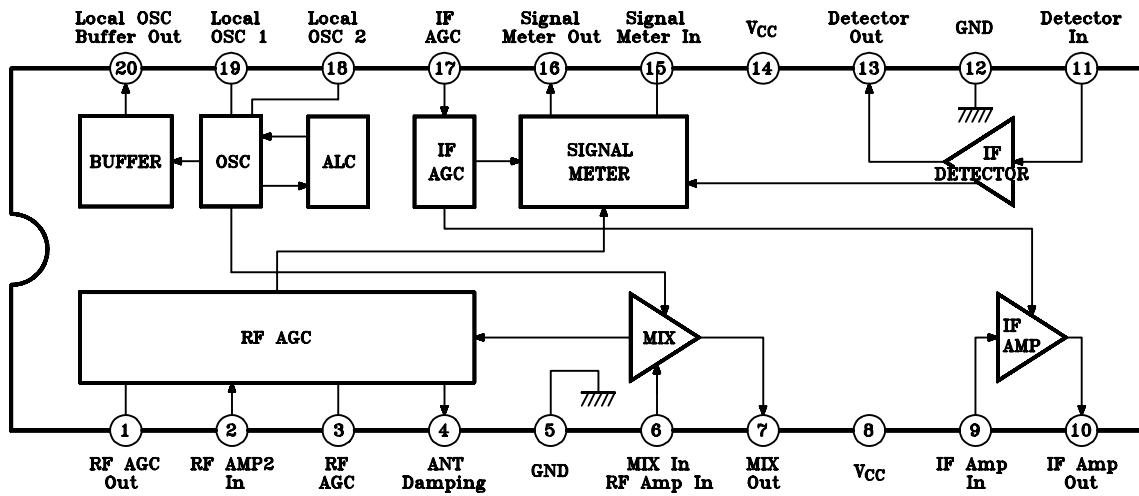 Local OSC
Buffer Out
Local
OSC 1
Local
OSC 2
IF
AGC
Signal
Meter Out
Signal
Meter In
VCC
Detector
Out
GND
Detector
In
20
19
18
17
16
15
14
13
12
11
BUFFER
OSC
ALC
IF
AGC
SIGNAL
METER
IF
DETECTOR
RF AGC
MIX
IF
AMP
1
2
3
4
5
6
7
8
9
10
RF AGC
Out
RF AMP2
In
RF
AGC
ANT
Damping
GND
MIX In
RF Amp In
MIX
Out
VCC
IF Amp
In
IF Amp
Out